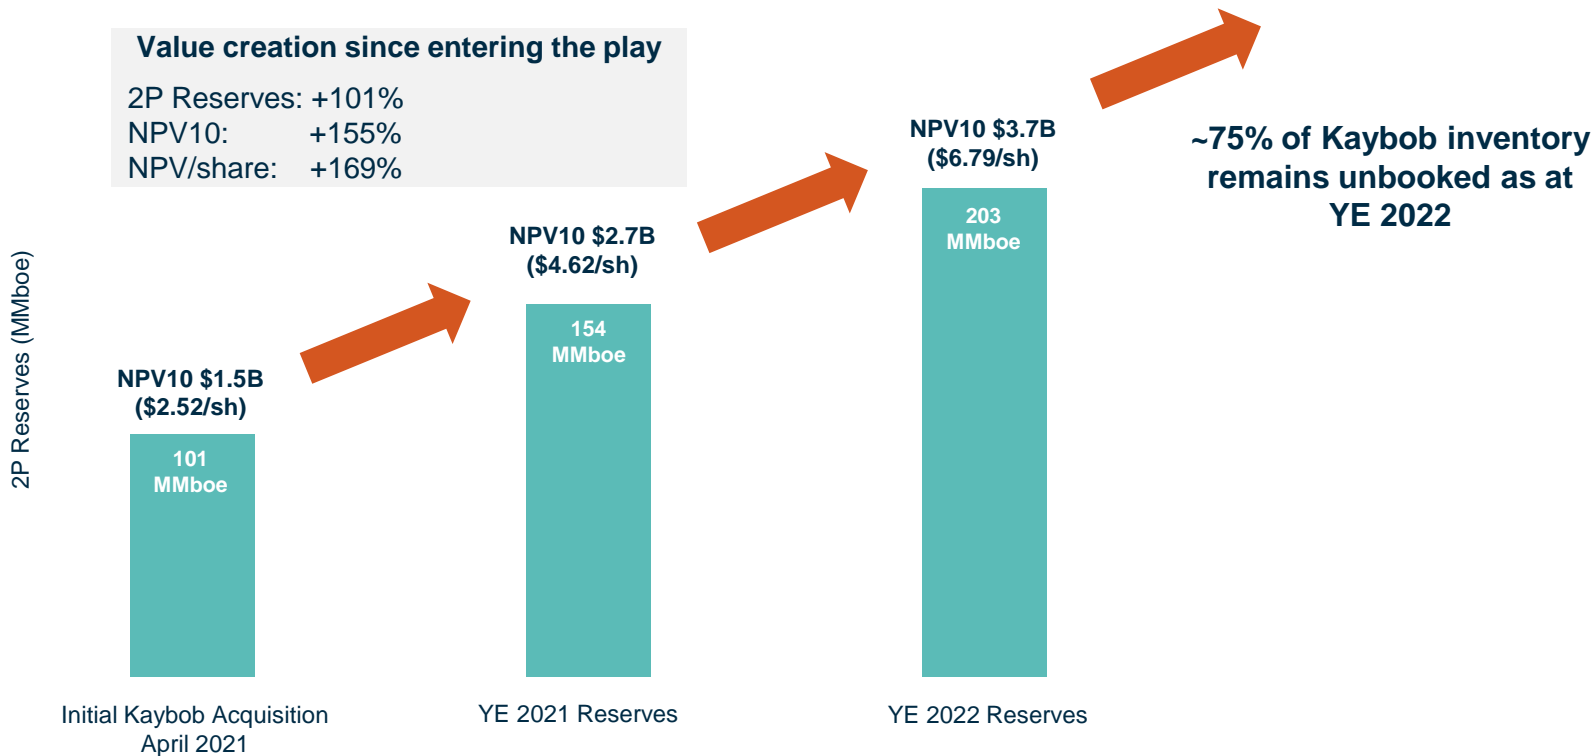 Value creation since entering the play
2P Reserves: +101%
NPV10: +155%
NPV/share: +169%
NPV10 $3.7B
($6.79/sh)
~75% of Kaybob inventory
remains unbooked as at
YE 2022
203
MMboe
NPV10 $2.7B
($4.62/sh)
154
MMboe
NPV10 $1.5B
($2.52/sh)
101
MMboe
2P Reserves (MMboe)
Initial Kaybob Acquisition
April 2021
YE 2021 Reserves
YE 2022 Reserves